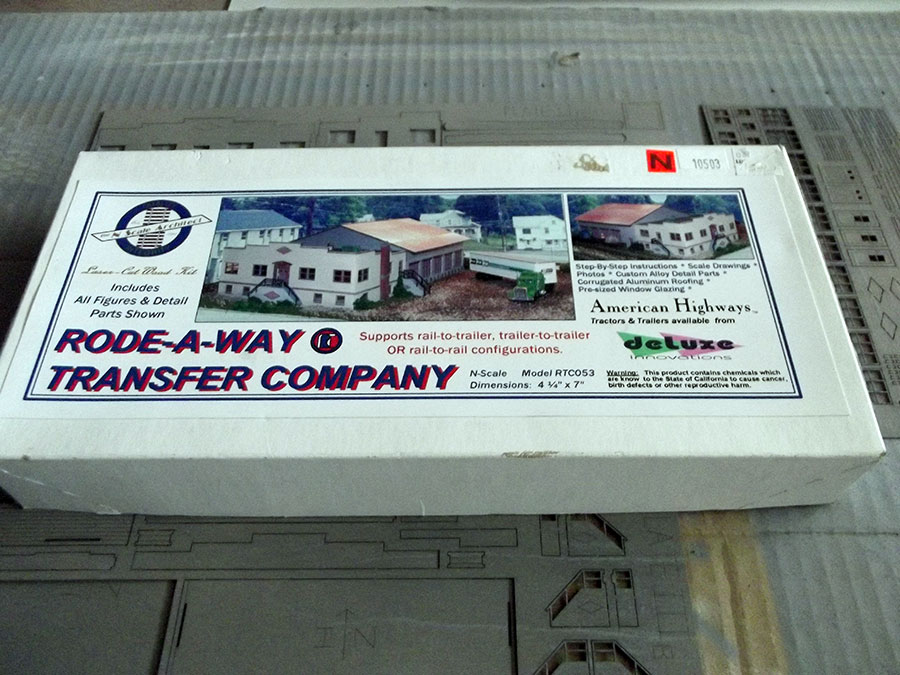 N 10503
the N Scale Architect
Laser-Cut Wood Kit
Includes
All Figures & Detail
Parts Shown
Step-By-Step Instructions * Scale Drawings *
Photos * Custom Alloy Detail Parts *
Corrugated Aluminum Roofing *
Pre-sized Window Glazing *
American Highways™
Tractors & Trailers available from
deLuxe
innovations
RODE-A-WAY
TRANSFER COMPANY
Supports rail-to-trailer, trailer-to-trailer
OR rail-to-rail configurations.
N-Scale Model RTC053
Dimensions: 4 ¼" x 7"
Warning: This product contains chemicals which
are know to the State of California to cause cancer,
birth defects or other reproductive harm.
N